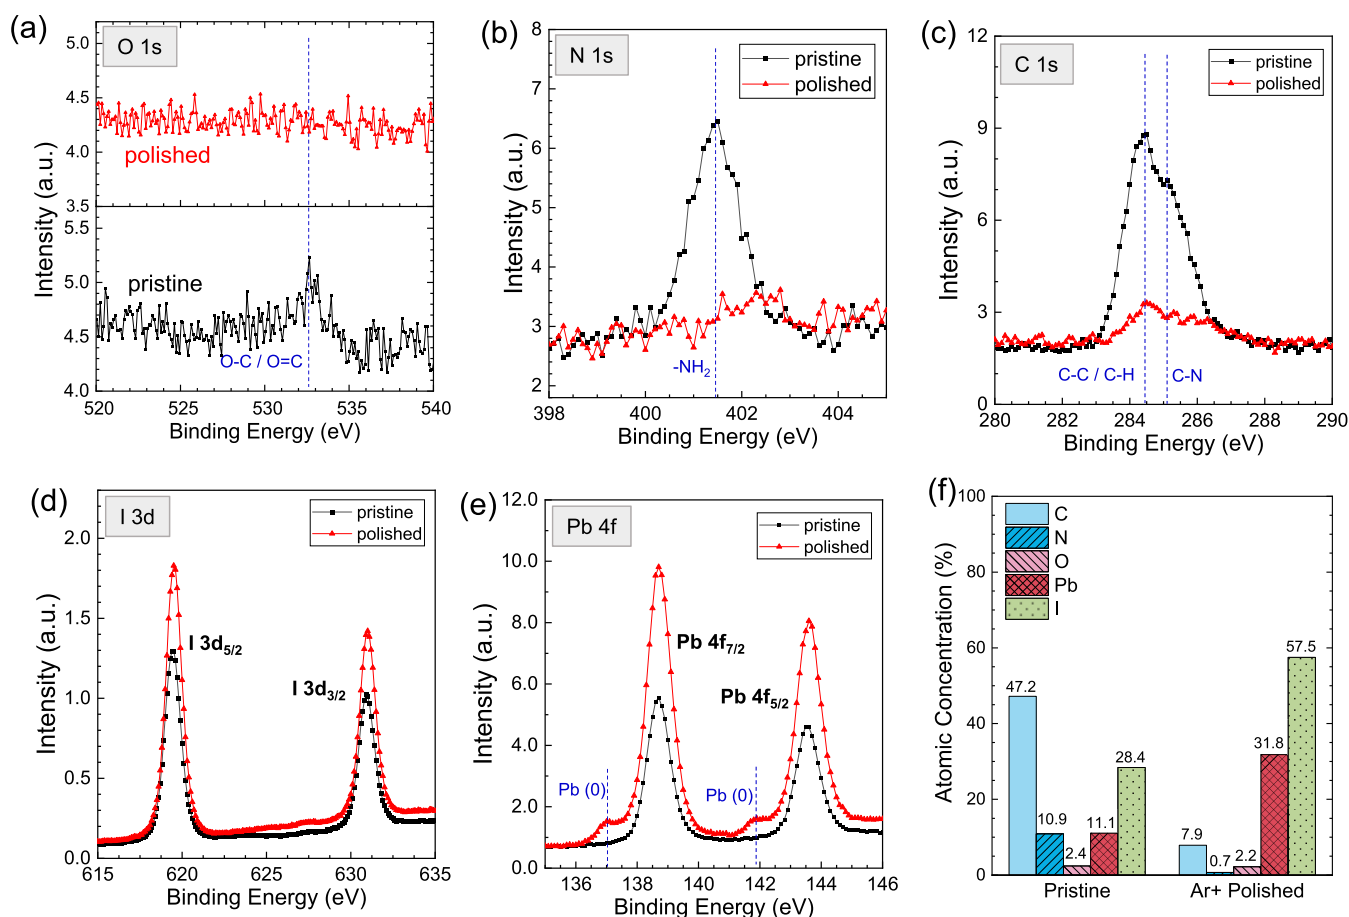 (a)
O 1s
5.0
4.5
4.0
3.5
polished
5.5
5.0
4.5
4.0
pristine
O-C / O=C
520 525 530 535 540
Binding Energy (eV)
Intensity (a.u.)
Intensity (a.u.)
(b)
N 1s
pristine
polished
8
7
6
5
4
3
2
-NH2
398 400 402 404
Binding Energy (eV)
Intensity (a.u.)
(c)
C 1s
pristine
polished
12
9
6
3
0
C-C / C-H
C-N
280 282 284 286 288 290
Binding Energy (eV)
Intensity (a.u.)
(d)
I 3d
pristine
polished
2.0
1.8
1.5
1.2
0.9
0.6
0.3
0.0
I 3d5/2
I 3d3/2
615 620 625 630 635
Binding Energy (eV)
Intensity (a.u.)
(e)
Pb 4f
pristine
polished
12.0
10.0
8.0
6.0
4.0
2.0
0.0
Pb 4f7/2
Pb 4f5/2
Pb (0)
Pb (0)
136 138 140 142 144 146
Binding Energy (eV)
Intensity (a.u.)
(f)
C
N
O
Pb
I
100
80
60
40
20
0
47.2
10.9
2.4
11.1
28.4
7.9
0.7
2.2
31.8
57.5
Pristine
Ar+ Polished
Atomic Concentration (%)